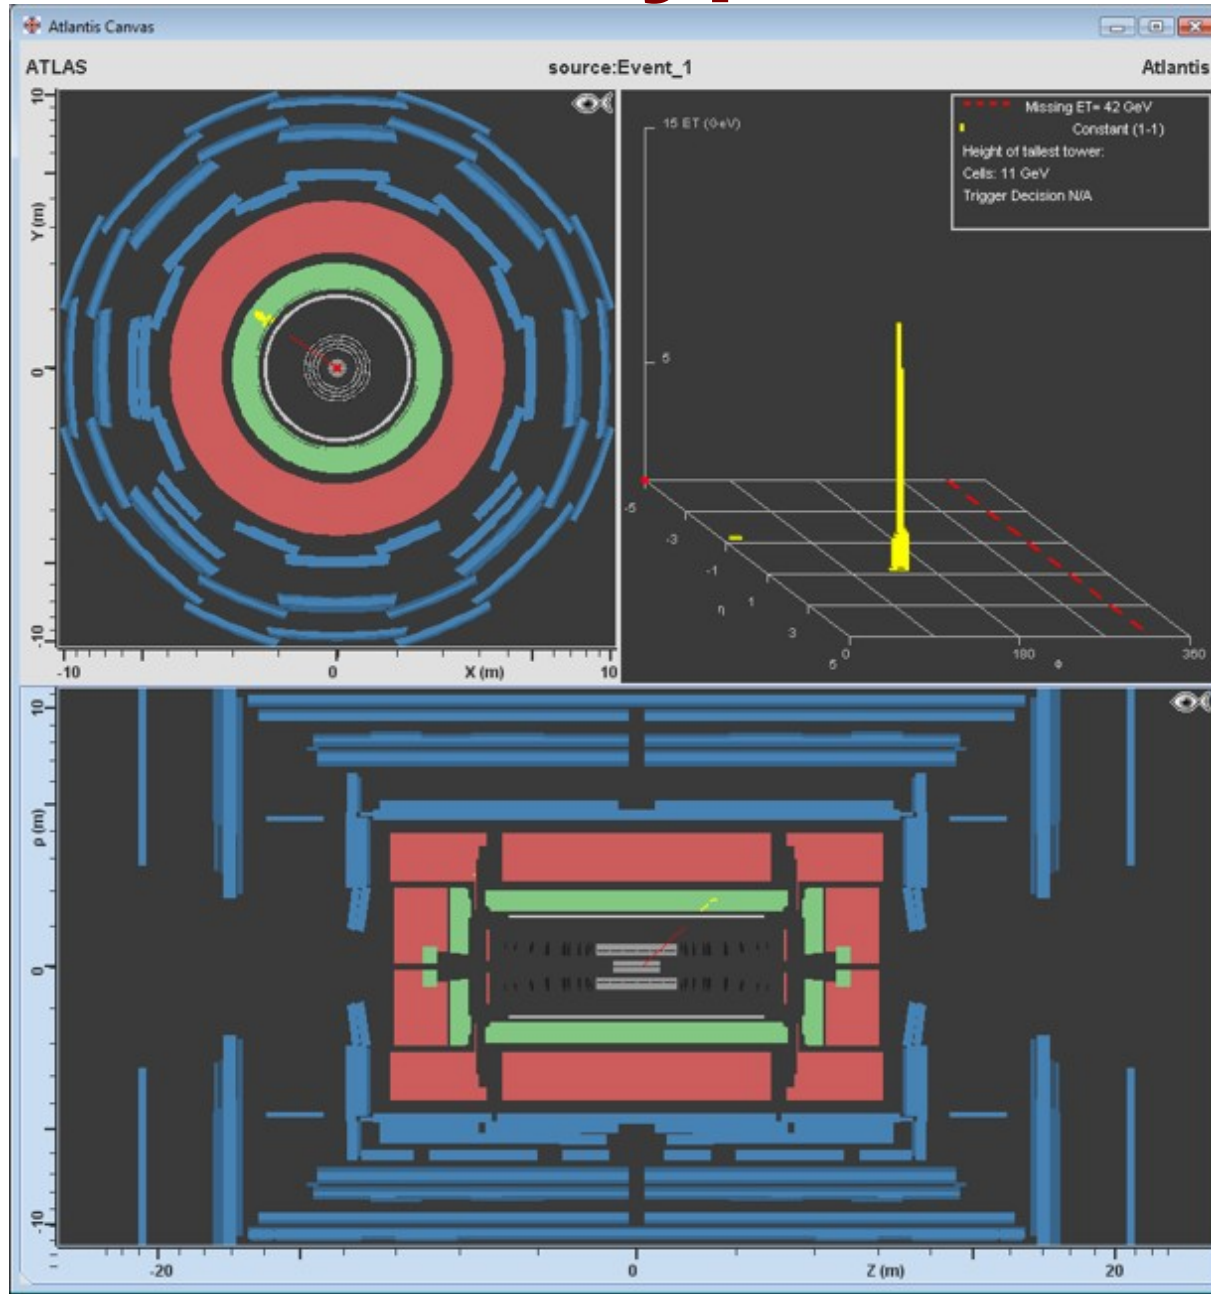 Atlantis Canvas
ATLAS source:Event_1 Atlantis
10
Y (m)
0
-10
-10 0 X (m) 10
Missing ET= 42 GeV
Constant (1-1)
Height of tallest tower:
Cells: 11 GeV
Trigger Decision N/A
15 ET (GeV)
5
-5
-3
-1
η 1
3
5 0 180 Φ 360
10
ρ (m)
0
-10
-20 0 Z (m) 20